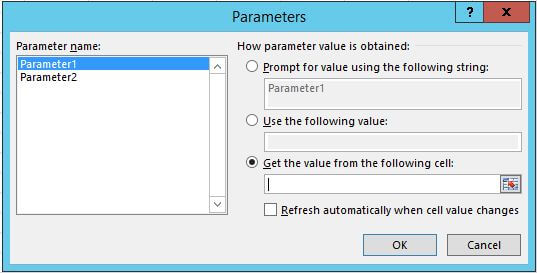 Parameters
? X
Parameter name:
Parameter1
Parameter2
How parameter value is obtained:
Prompt for value using the following string:
Parameter1
Use the following value:
Get the value from the following cell:
Refresh automatically when cell value changes
OK
Cancel